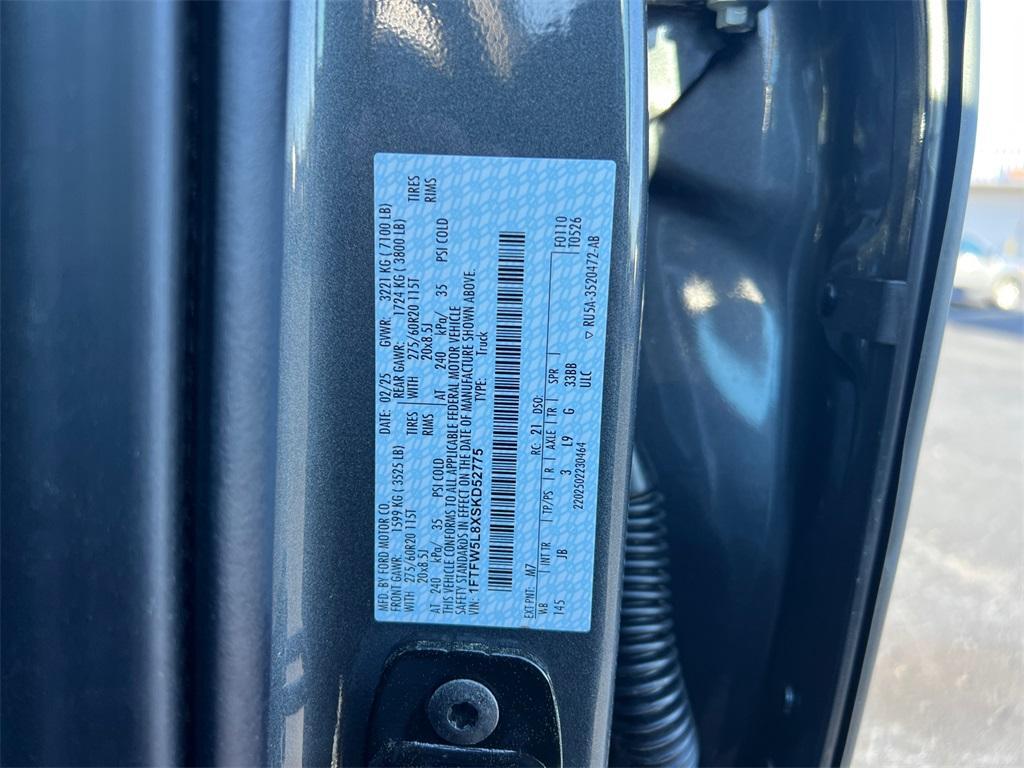 MFD. BY FORD MOTOR CO. DATE: 02/25 GVWR: 3221 KG ( 7100 LB)
FRONT GAWR: 1599 KG ( 3525 LB) REAR GAWR: 1724 KG ( 3800 LB)
WITH 275/60R20 115T TIRES WITH 275/60R20 115T TIRES
20x8.5J RIMS 20x8.5J RIMS
AT 240 kPa/ 35 PSI COLD AT 240 kPa/ 35 PSI COLD
THIS VEHICLE CONFORMS TO ALL APPLICABLE FEDERAL MOTOR VEHICLE
SAFETY STANDARDS IN EFFECT ON THE DATE OF MANUFACTURE SHOWN ABOVE.
VIN: 1FTFW5L8XSKD52775 TYPE: Truck
EXT PNT: M7 RC: 21 DSO: F0110
WB INT TR TP/PS R AXLE TR SPR T0526
145 JB 3 L9 G 33BB
2202502230464 ULC ▽ RU5A-3520472-AB